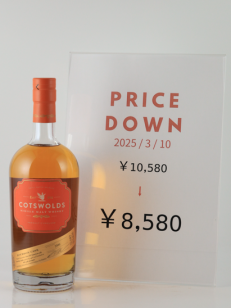 COTSWOLDS
PRICE
DOWN
2025 / 3 / 10
￥10,580
↓
￥8,580